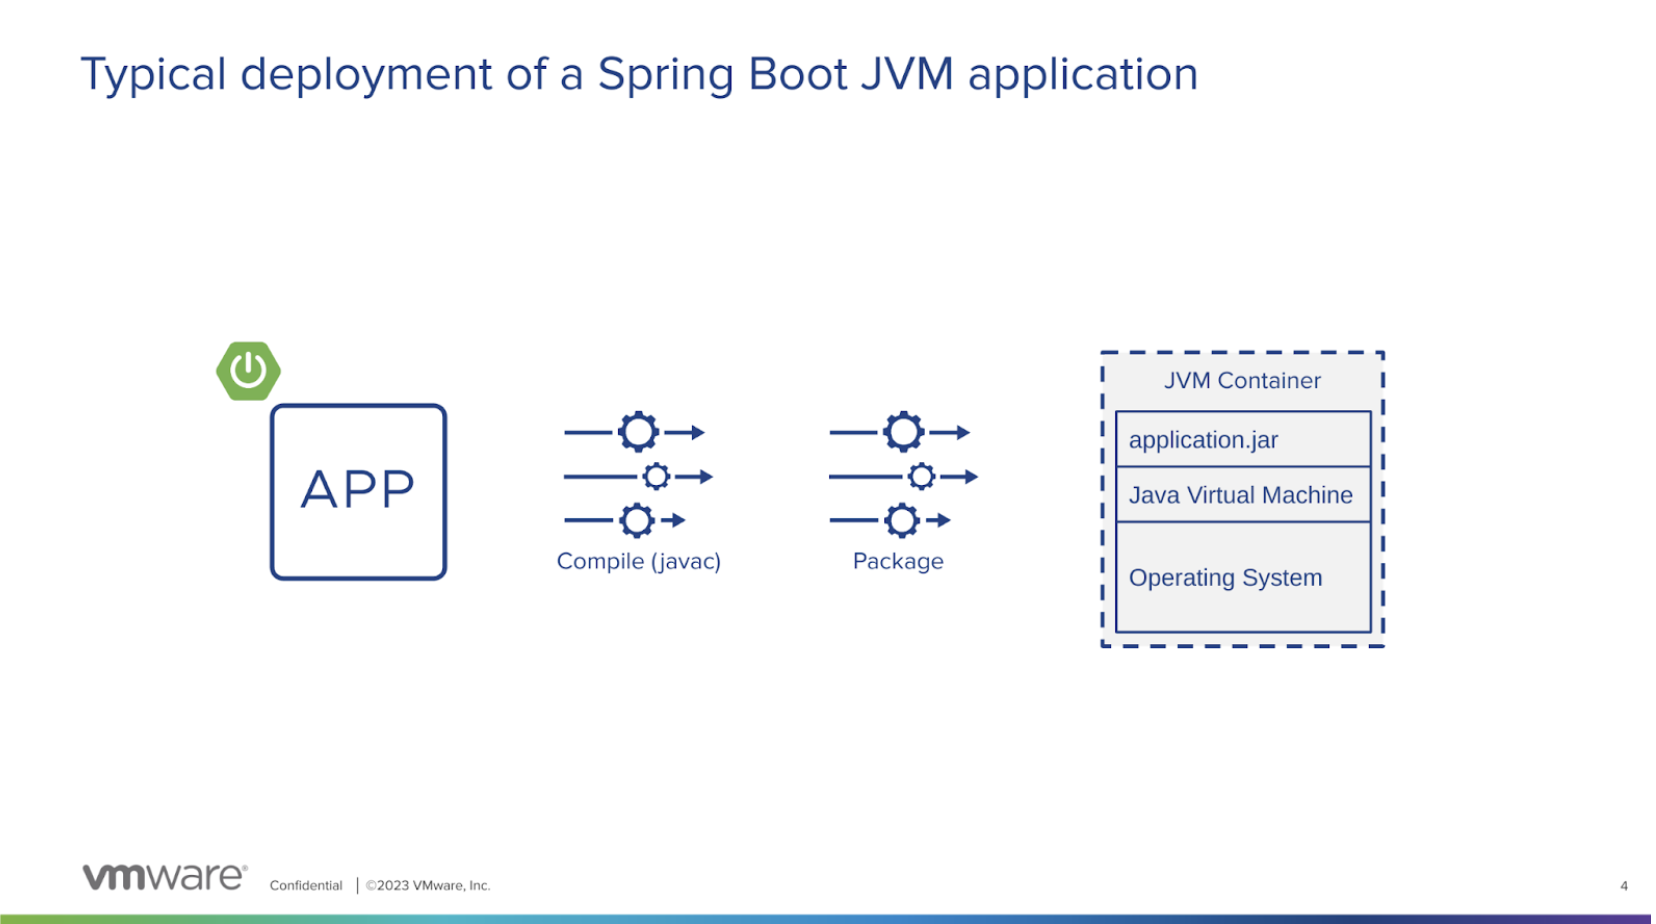 Typical deployment of a Spring Boot JVM application
APP
Compile (javac)
Package
JVM Container
application.jar
Java Virtual Machine
Operating System
vmware®
Confidential | ©2023 VMware, Inc.
4